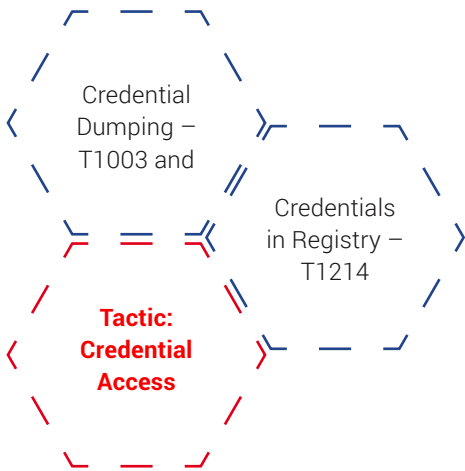 Credential
Dumping –
T1003 and
Credentials
in Registry –
T1214
Tactic:
Credential
Access